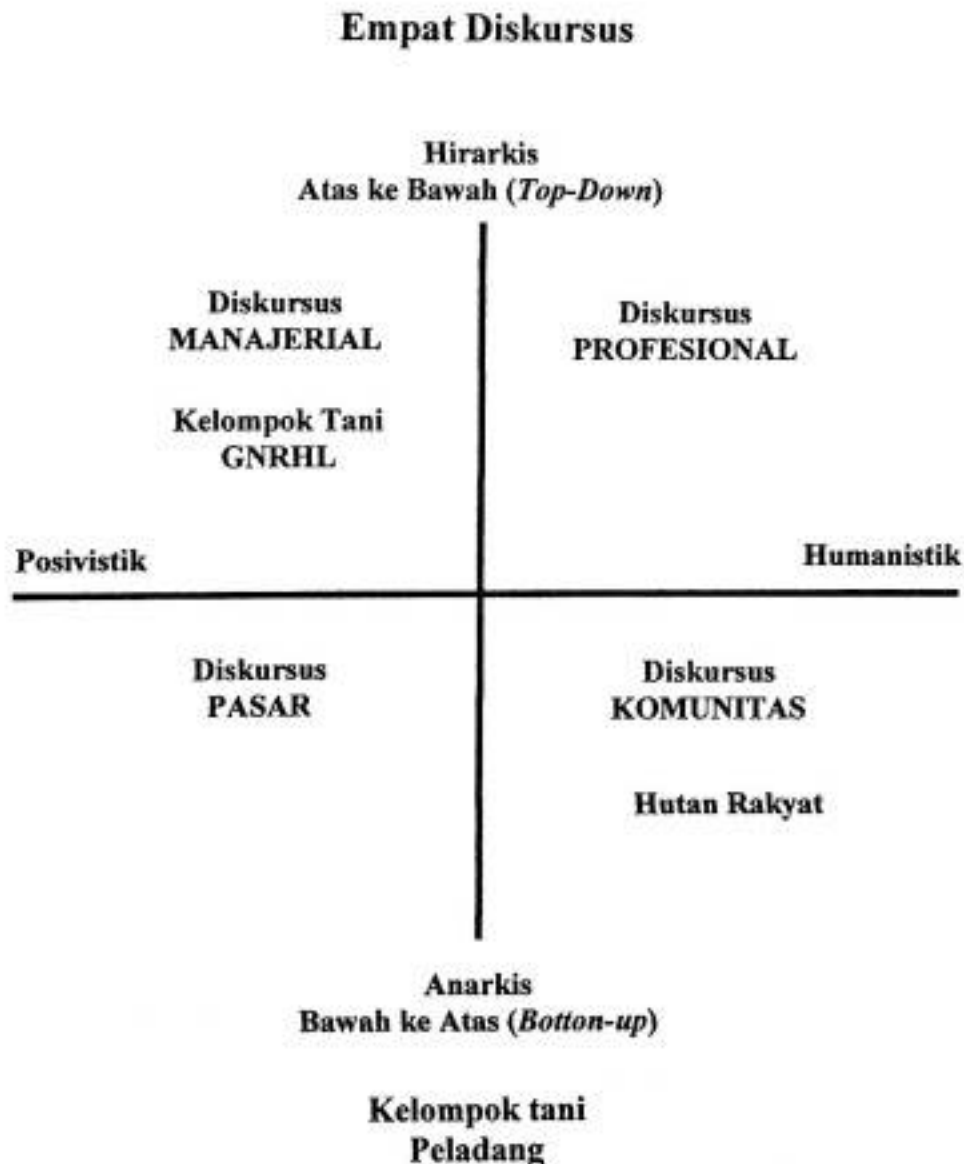 Empat Diskursus
Hirarkis
Atas ke Bawah (Top-Down)
Diskursus
MANAJERIAL
Diskursus
PROFESIONAL
Kelompok Tani
GNRHL
Posivistik
Humanistik
Diskursus
PASAR
Diskursus
KOMUNITAS
Hutan Rakyat
Anarkis
Bawah ke Atas (Botton-up)
Kelompok tani
Peladang